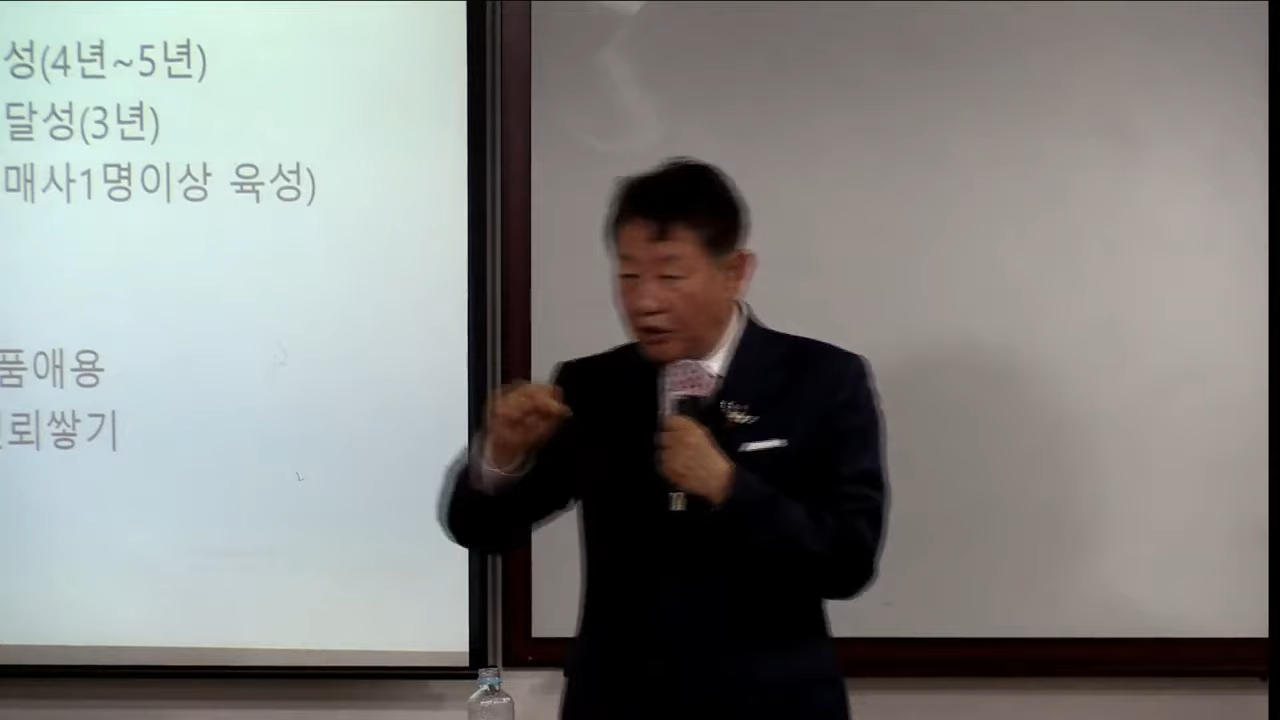 성(4년~5년)
달성(3년)
매사1명이상 육성)
품애용
뢰쌓기